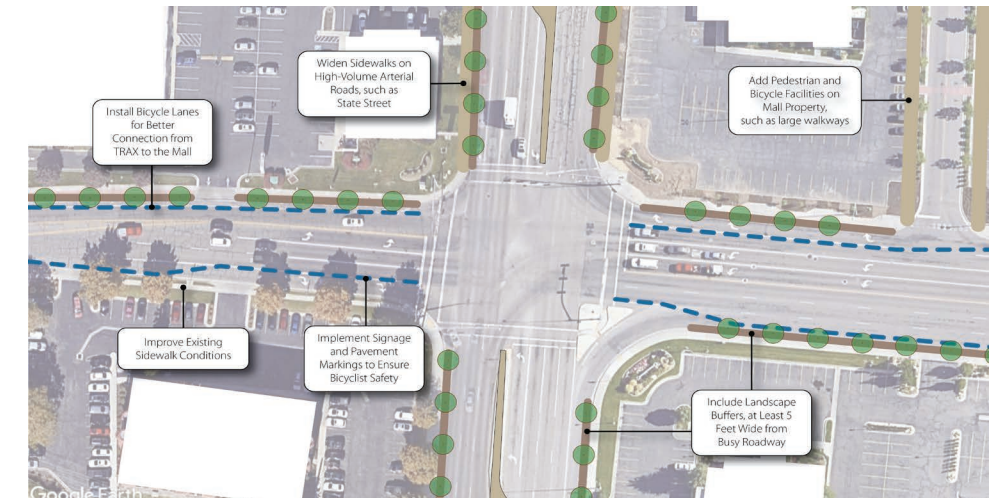 Widen Sidewalks on
High-Volume Arterial
Roads, such as
State Street
Add Pedestrian and
Bicycle Facilities on
Mall Property,
such as large walkways
Install Bicycle Lanes
for Better
Connection from
TRAX to the Mall
Improve Existing
Sidewalk Conditions
Implement Signage
and Pavement
Markings to Ensure
Bicyclist Safety
Include Landscape
Buffers, at Least 5
Feet Wide from
Busy Roadway
Google Earth